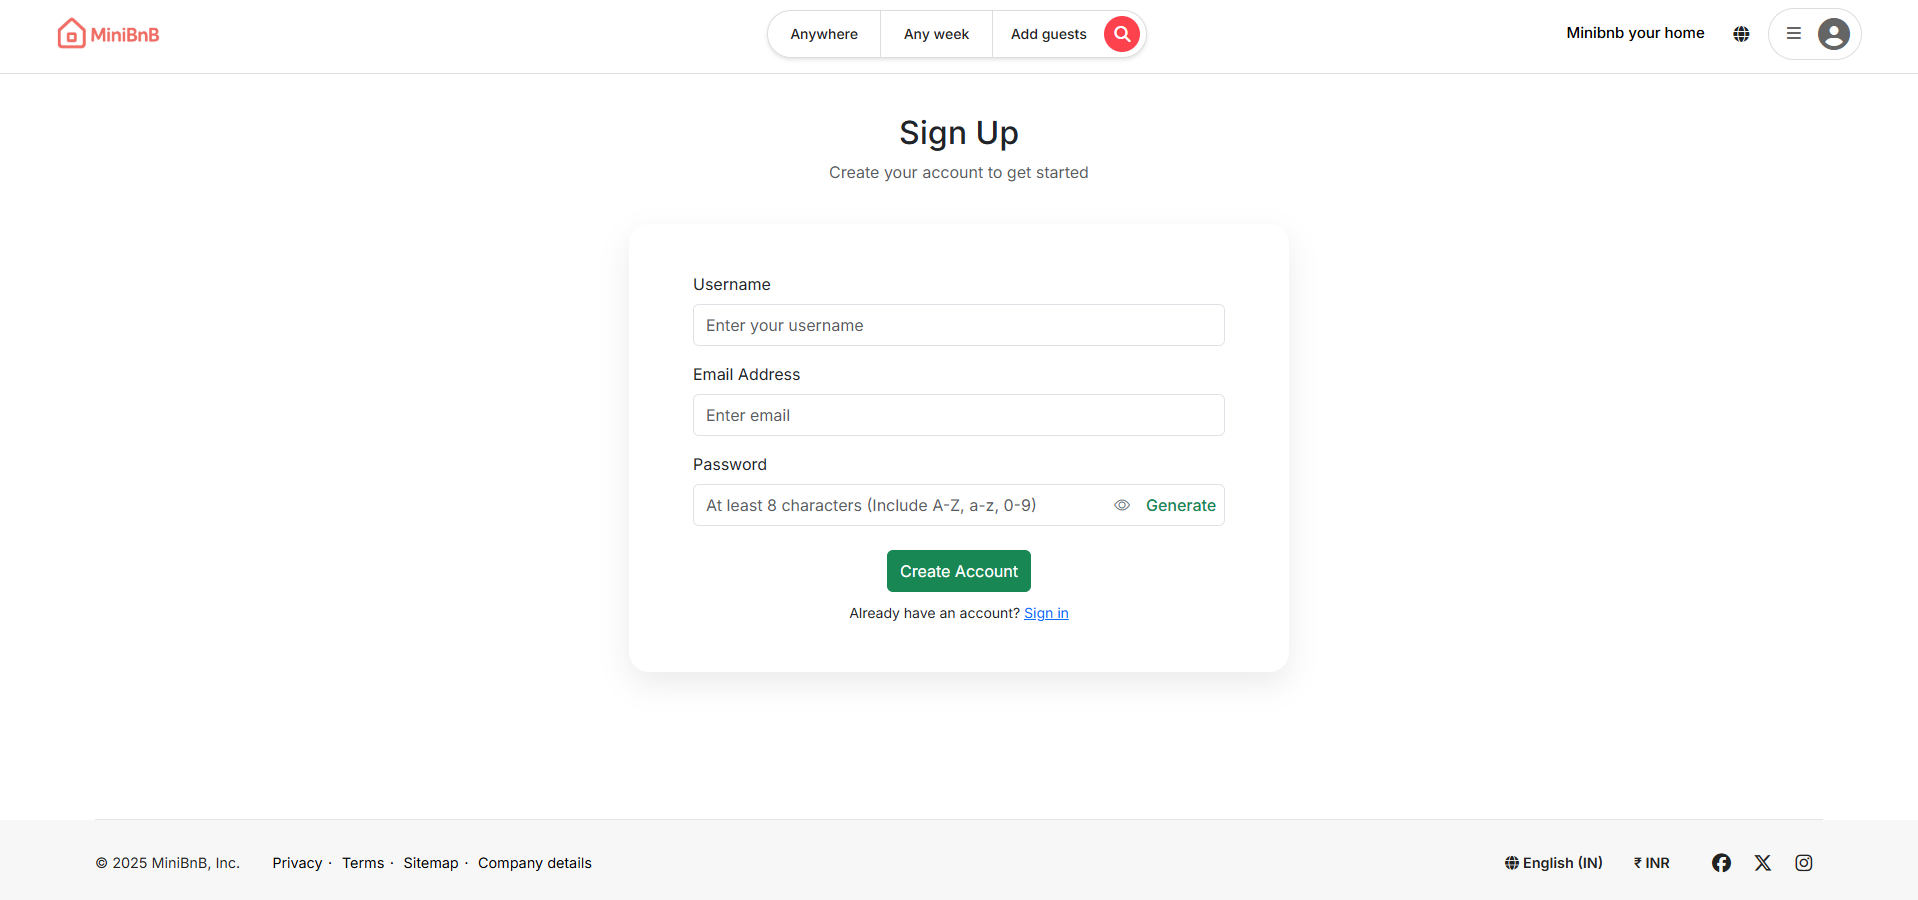 MiniBnB
Anywhere
Any week
Add guests
Minibnb your home
Sign Up
Create your account to get started
Username
Enter your username
Email Address
Enter email
Password
At least 8 characters (Include A-Z, a-z, 0-9)
Generate
Create Account
Already have an account? Sign in
© 2025 MiniBnB, Inc.
Privacy · Terms · Sitemap · Company details
English (IN)
₹ INR